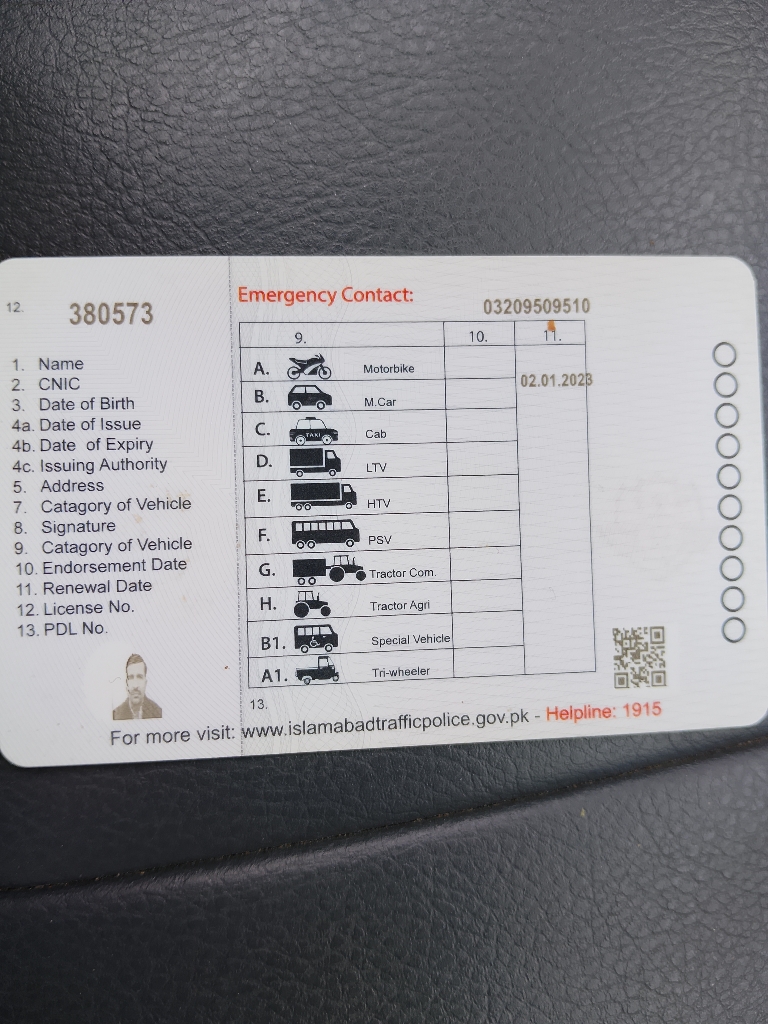 12. 380573
Emergency Contact: 03209509510
1. Name
2. CNIC
3. Date of Birth
4a. Date of Issue
4b. Date of Expiry
4c. Issuing Authority
5. Address
7. Catagory of Vehicle
8. Signature
9. Catagory of Vehicle
10. Endorsement Date
11. Renewal Date
12. License No.
13. PDL No.
9. 10. 11.
A. Motorbike
02.01.2023
B. M.Car
C. TAXI Cab
D. LTV
E. HTV
F. PSV
G. Tractor Com.
H. Tractor Agri
B1. Special Vehicle
A1. Tri-wheeler
13.
For more visit: www.islamabadtrafficpolice.gov.pk - Helpline: 1915